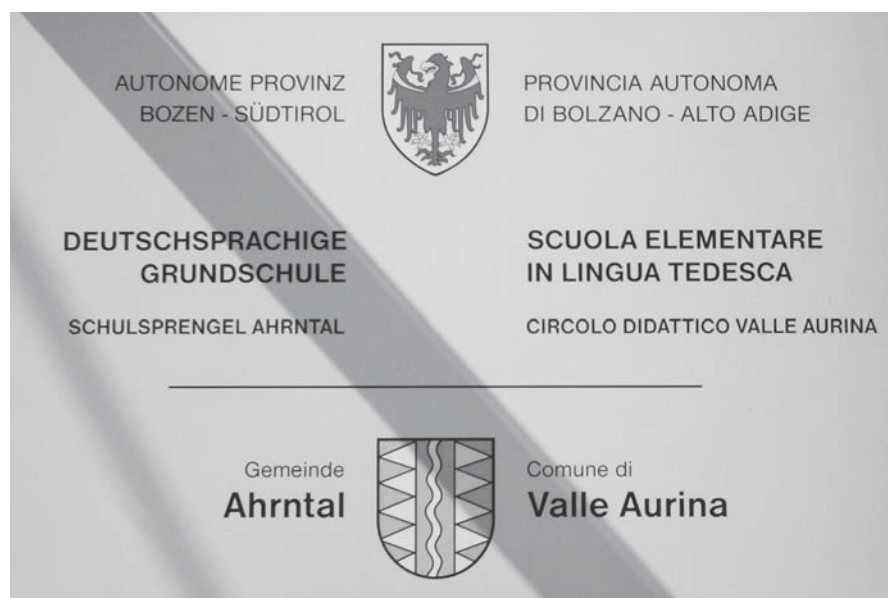 AUTONOME PROVINZ
BOZEN - SÜDTIROL
PROVINCIA AUTONOMA
DI BOLZANO - ALTO ADIGE
DEUTSCHSPRACHIGE
GRUNDSCHULE
SCHULSPRENGEL AHRNTAL
SCUOLA ELEMENTARE
IN LINGUA TEDESCA
CIRCOLO DIDATTICO VALLE AURINA
Gemeinde
Ahrntal
Comune di
Valle Aurina